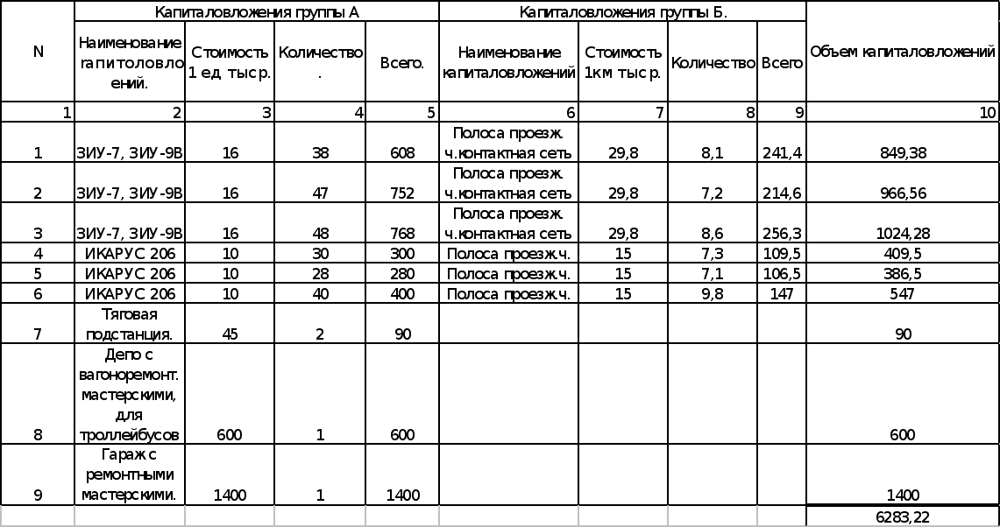 Капиталовложения группы А Капиталовложения группы Б.
N Наименование rапитоловло ений. Стоимость 1 ед тыс р. Количество . Всего. Наименование капиталовложений Стоимость 1км тыс р. Количество Всего Объем капиталовложений
1 2 3 4 5 6 7 8 9 10
Полоса проезж.
1 ЗИУ-7, ЗИУ-9В 16 38 608 ч.контактная сеть 29,8 8,1 241,4 849,38
Полоса проезж.
2 ЗИУ-7, ЗИУ-9В 16 47 752 ч.контактная сеть 29,8 7,2 214,6 966,56
Полоса проезж.
3 ЗИУ-7, ЗИУ-9В 16 48 768 ч.контактная сеть 29,8 8,6 256,3 1024,28
4 ИКАРУС 206 10 30 300 Полоса проезж.ч. 15 7,3 109,5 409,5
5 ИКАРУС 206 10 28 280 Полоса проезж.ч. 15 7,1 106,5 386,5
6 ИКАРУС 206 10 40 400 Полоса проезж.ч. 15 9,8 147 547
Тяговая
7 подстанция. 45 2 90 90
Депо с
вагоноремонт.
мастерскими,
для
8 троллейбусов 600 1 600 600
Гараж с
ремонтными
9 мастерскими. 1400 1 1400 1400
6283,22